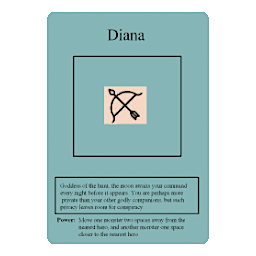 Diana
Goddess of the hunt, the moon awaits your command
every night before it appears. You are perhaps more
private than your other godly companions, but such
privacy leaves room for conspiracy.
Power: Move one monster two spaces away from the
nearest hero, and another monster one space
closer to the nearest hero